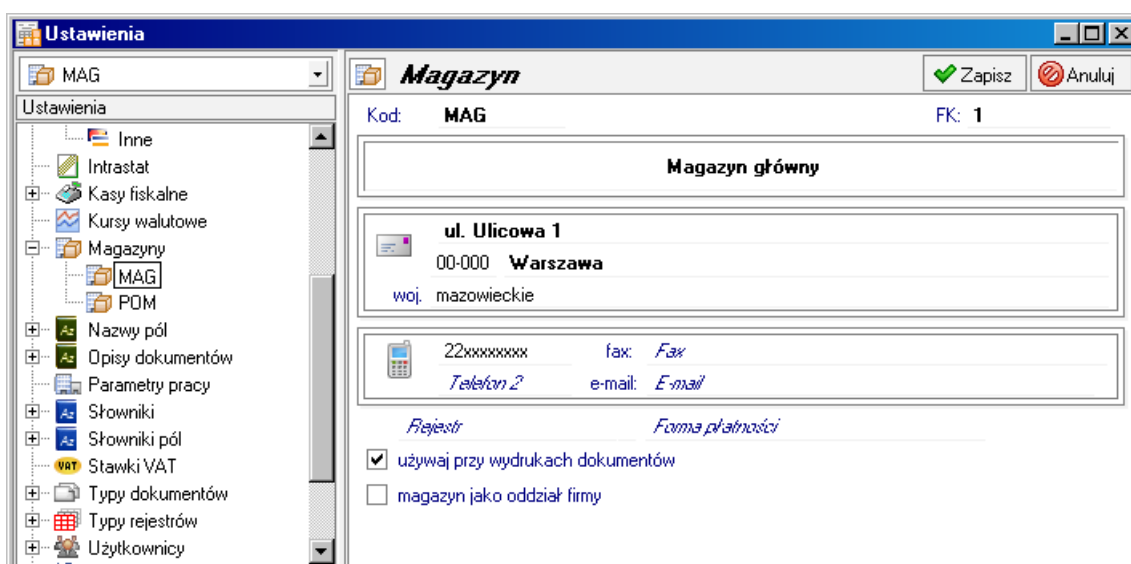 Ustawienia
MAG
Ustawienia
Inne
Intrastat
Kasy fiskalne
Kursy walutowe
Magazyny
MAG
POM
Nazwy pól
Opisy dokumentów
Parametry pracy
Słowniki
Słowniki pól
VAT Stawki VAT
Typy dokumentów
Typy rejestrów
Użytkownicy
Magazyn
Zapisz
Anuluj
Kod: MAG FK: 1
Magazyn główny
ul. Ulicowa 1
00-000 Warszawa
woj. mazowieckie
22xxxxxxxx fax: Fax
Telefon 2 e-mail: E-mail
Rejestr Forma płatności
używaj przy wydrukach dokumentów
magazyn jako oddział firmy